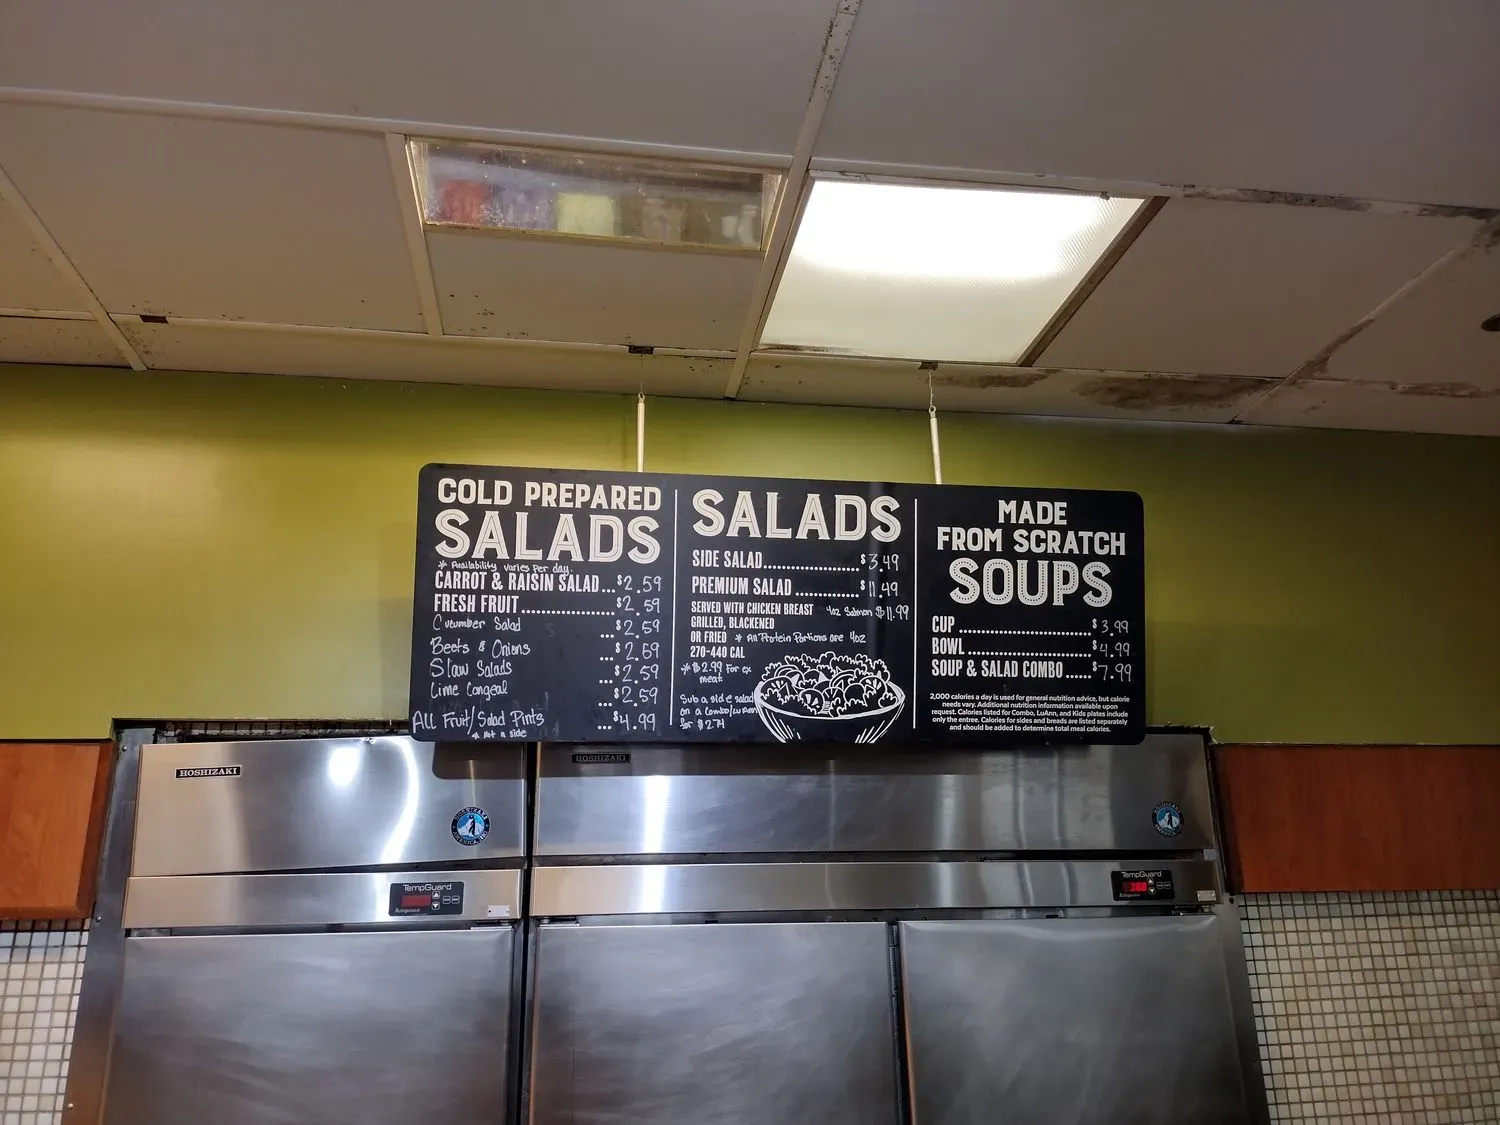 COLD PREPARED
SALADS
* Availability varies per day.
CARROT & RAISIN SALAD ... $2.59
FRESH FRUIT ........................ $2.59
Cucumber Salad ... $2.59
Beets & Onions ... $2.59
Slaw Salads ... $2.59
Lime Congeal ... $2.59
ALL Fruit/Salad Pints ... $4.99
* Not a side
SALADS
SIDE SALAD........................ $3.49
PREMIUM SALAD ................ $11.49
SERVED WITH CHICKEN BREAST 4oz Salmon $11.99
GRILLED, BLACKENED
OR FRIED * All Protein Portions are 4oz
270-440 CAL
* $2.99 For ex
meat
Sub a side salad
on a Combo/
for $2.79
MADE
FROM SCRATCH
SOUPS
CUP ................................ $3.99
BOWL ............................. $4.99
SOUP & SALAD COMBO ...... $7.99
2,000 calories a day is used for general nutrition advice, but calorie
needs vary. Additional nutrition information available upon
request. Calories listed for Combo, LuAnn, and Kids plates include
only the entree. Calories for sides and breads are listed separately
and should be added to determine total meal calories.
HOSHIZAKI
HOSHIZAKI
TempGuard
Refrigerator
TempGuard
Refrigerator